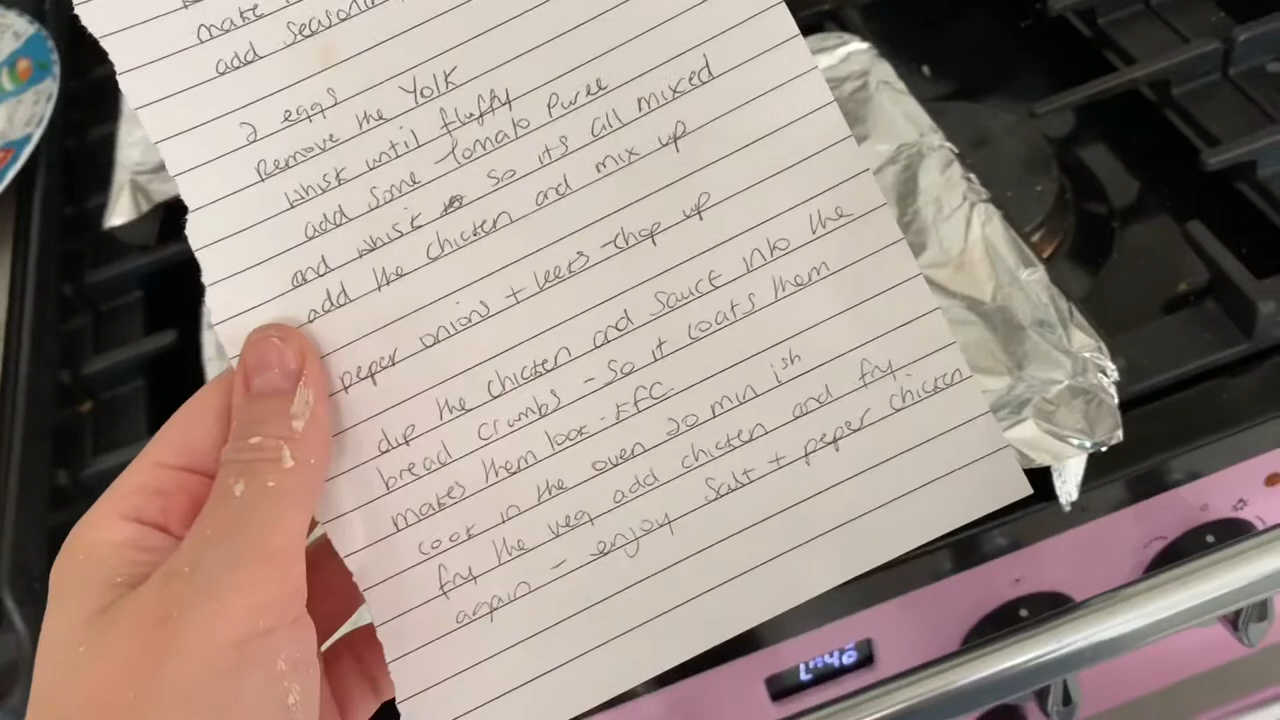 make
add seasonin
2 eggs
Remove the Yolk
whisk until fluffy
add some tomato puree
and whisk so its all mixed
add the chicken and mix up
peper onions + leeks - chop up
dip the chicken and sauce into the
bread crumbs - so it coats them
makes them look - KFC
cook in the oven 20 min ish
fry the veg add chicken and fry
again - enjoy salt + peper chicken